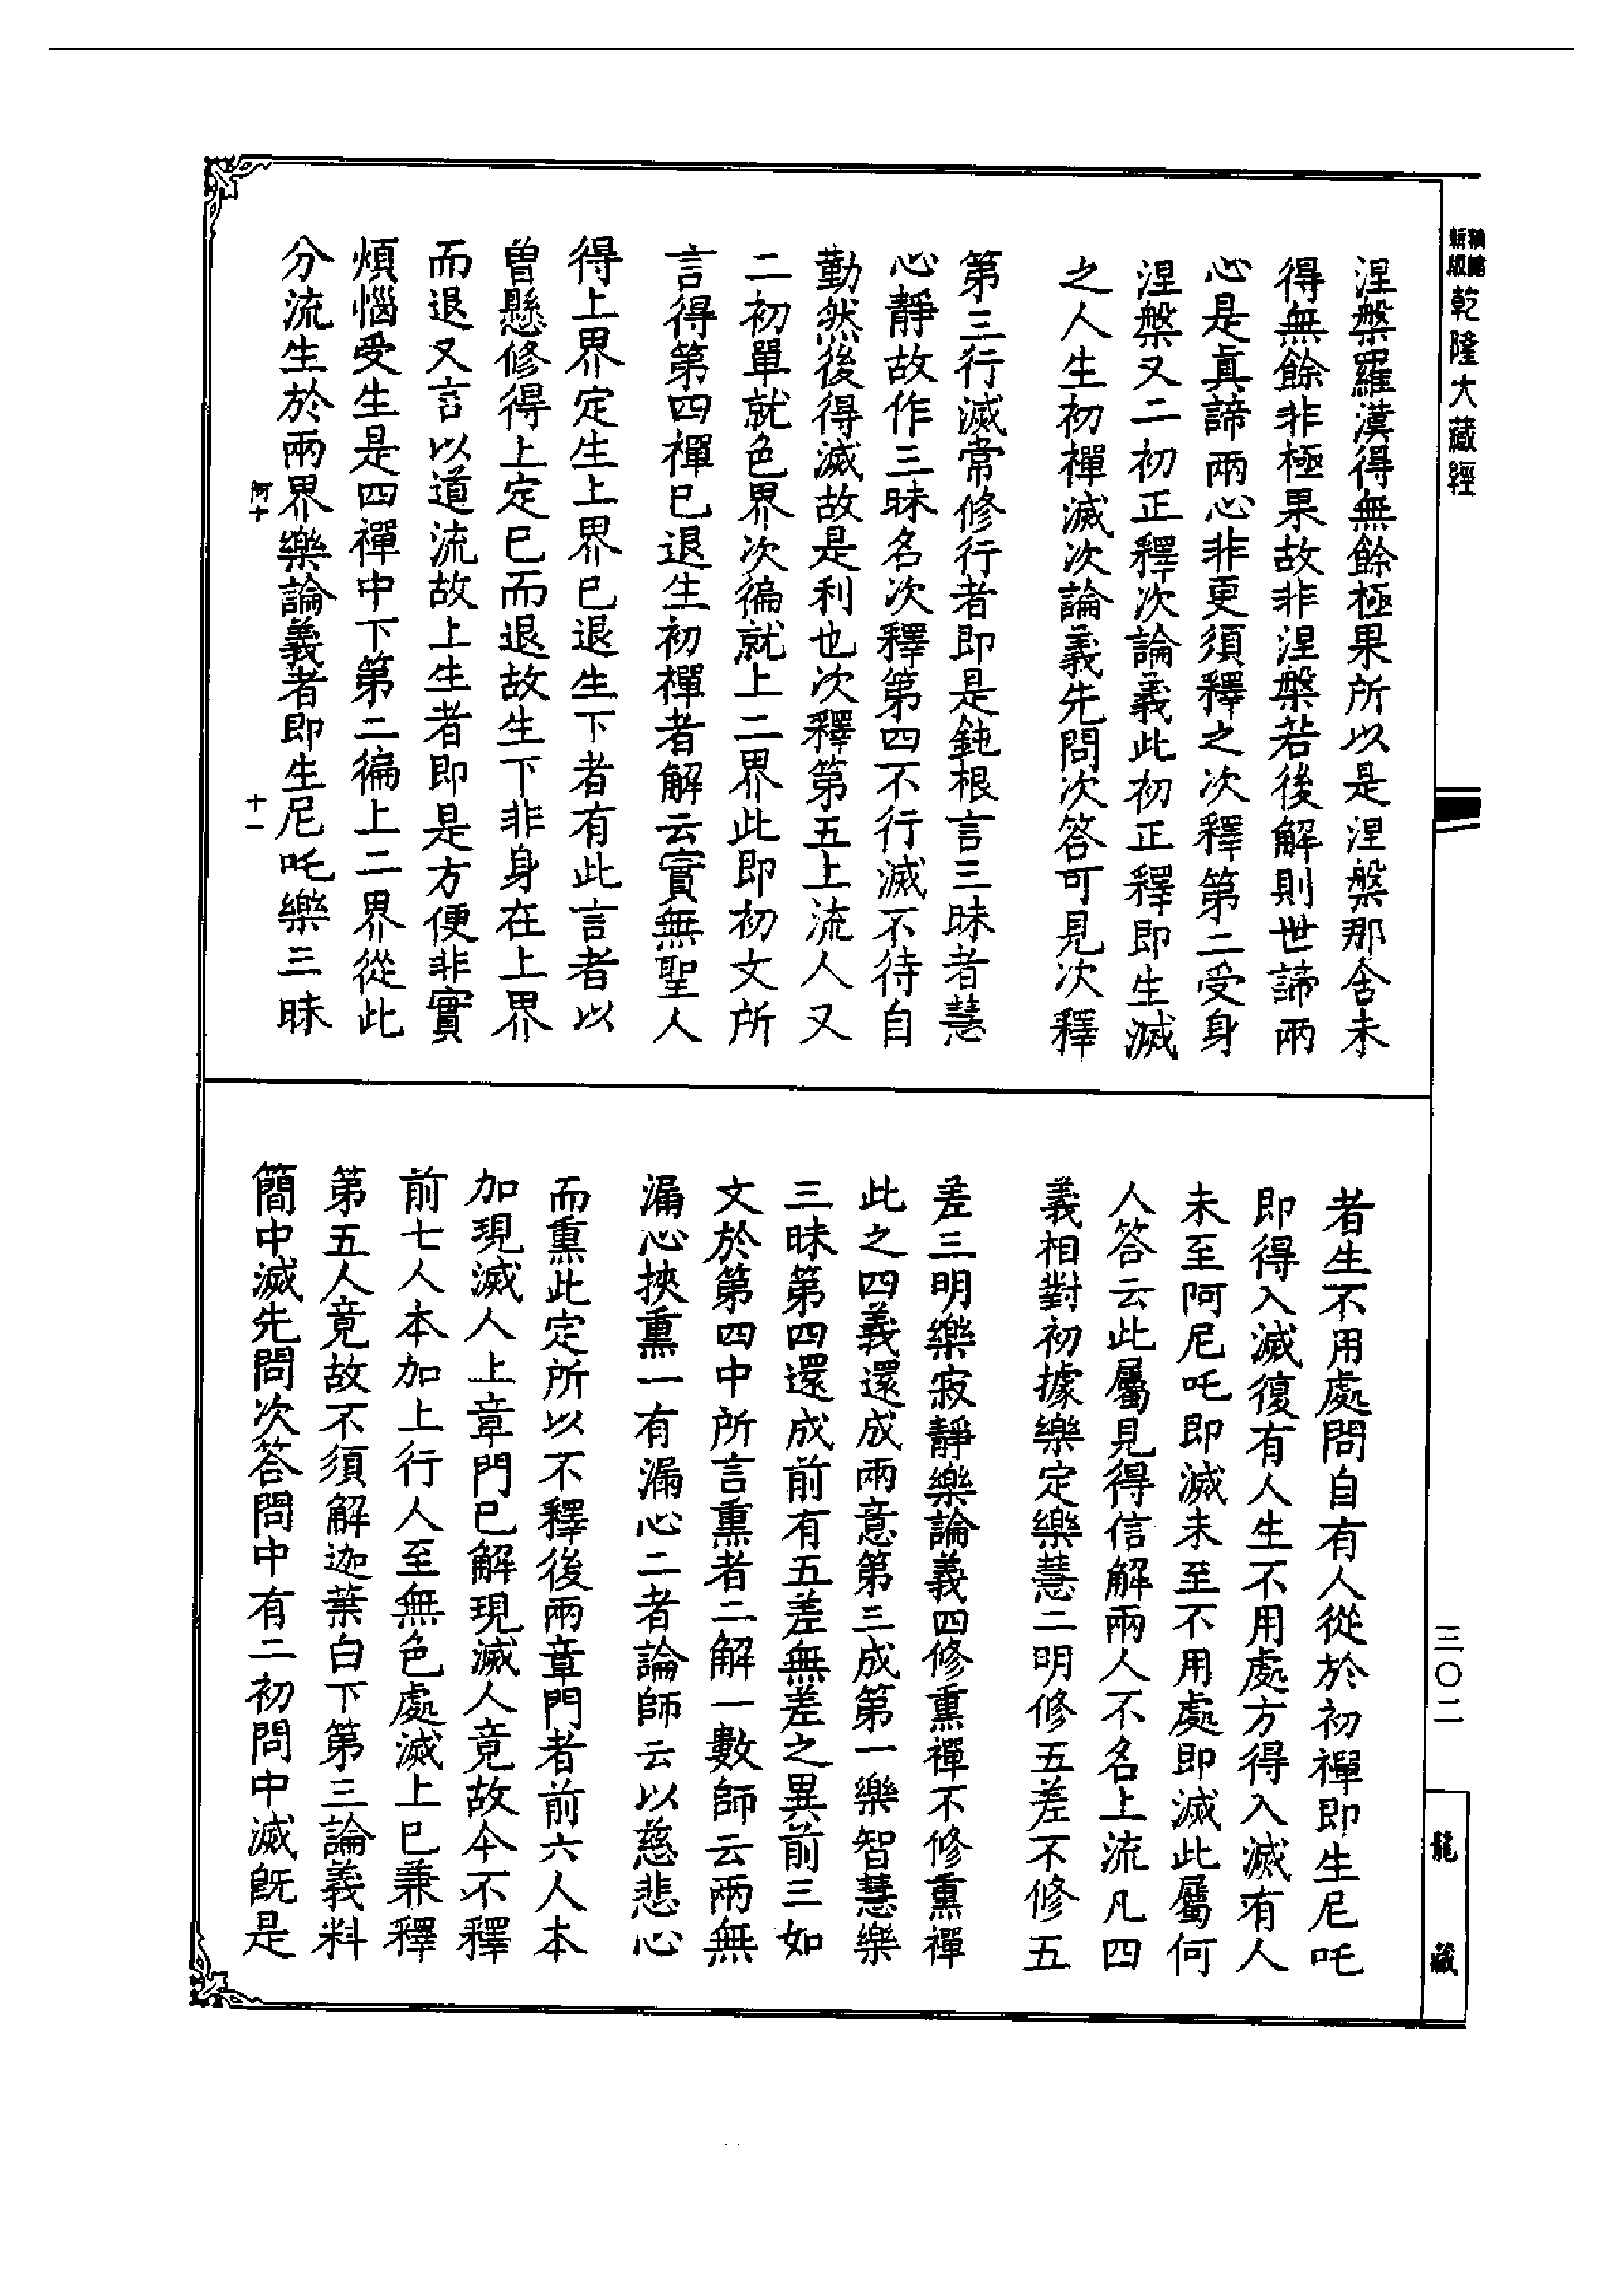 新版
乾隆大藏經
涅槃羅漢得無餘極果所以是涅槃那舍未
得無餘非極果故非涅槃若後解則世諦兩
心是眞諦兩心非更須釋之次釋第二受身
涅槃又二初正釋次論義此初正釋即生滅
之人生初禪滅次論義先問次答可見次釋
第三行滅常修行者即是鈍根言三昧者慧
心靜故作三昧名次釋第四不行滅不待自
勤然後得滅故是利也次釋第五上流人又
二初單就色界次徧就上二界此即初文所
言得第四禪已退生初禪者解云實無聖人
得上界定生上界已退生下者有此言者以
曾懸修得上定已而退故生下非身在上界
而退又言以道流故上生者即是方便非實
煩惱受生是四禪中下第二徧上二界從此
分流生於兩界樂論義者即生尼吒樂三昧
十一
者生不用處問自有人從於初禪即生尼吒
即得入滅復有人生不用處方得入滅有人
未至阿尼吒即滅未至不用處即滅此屬何
人答云此屬見得信解兩人不名上流凡四
義相對初據樂定樂慧二明修五差不修五
差三明樂寂靜樂論義四修熏禪不修熏禪
此之四義還成兩意第三成第一樂智慧樂
三昧第四還成前有五差無差之異前三如
文於第四中所言熏者二解一數師云兩無
漏心挾熏一有漏心二者論師云以慈悲心
而熏此定所以不釋後兩章門者前六人本
加現滅人上章門已解現滅人竟故今不釋
前七人本加上行人至無色處滅上已兼釋
第五人竟故不須解迦葉白下第三論義料
簡中滅先問次答問中有二初問中滅旣是
三〇二
龍藏